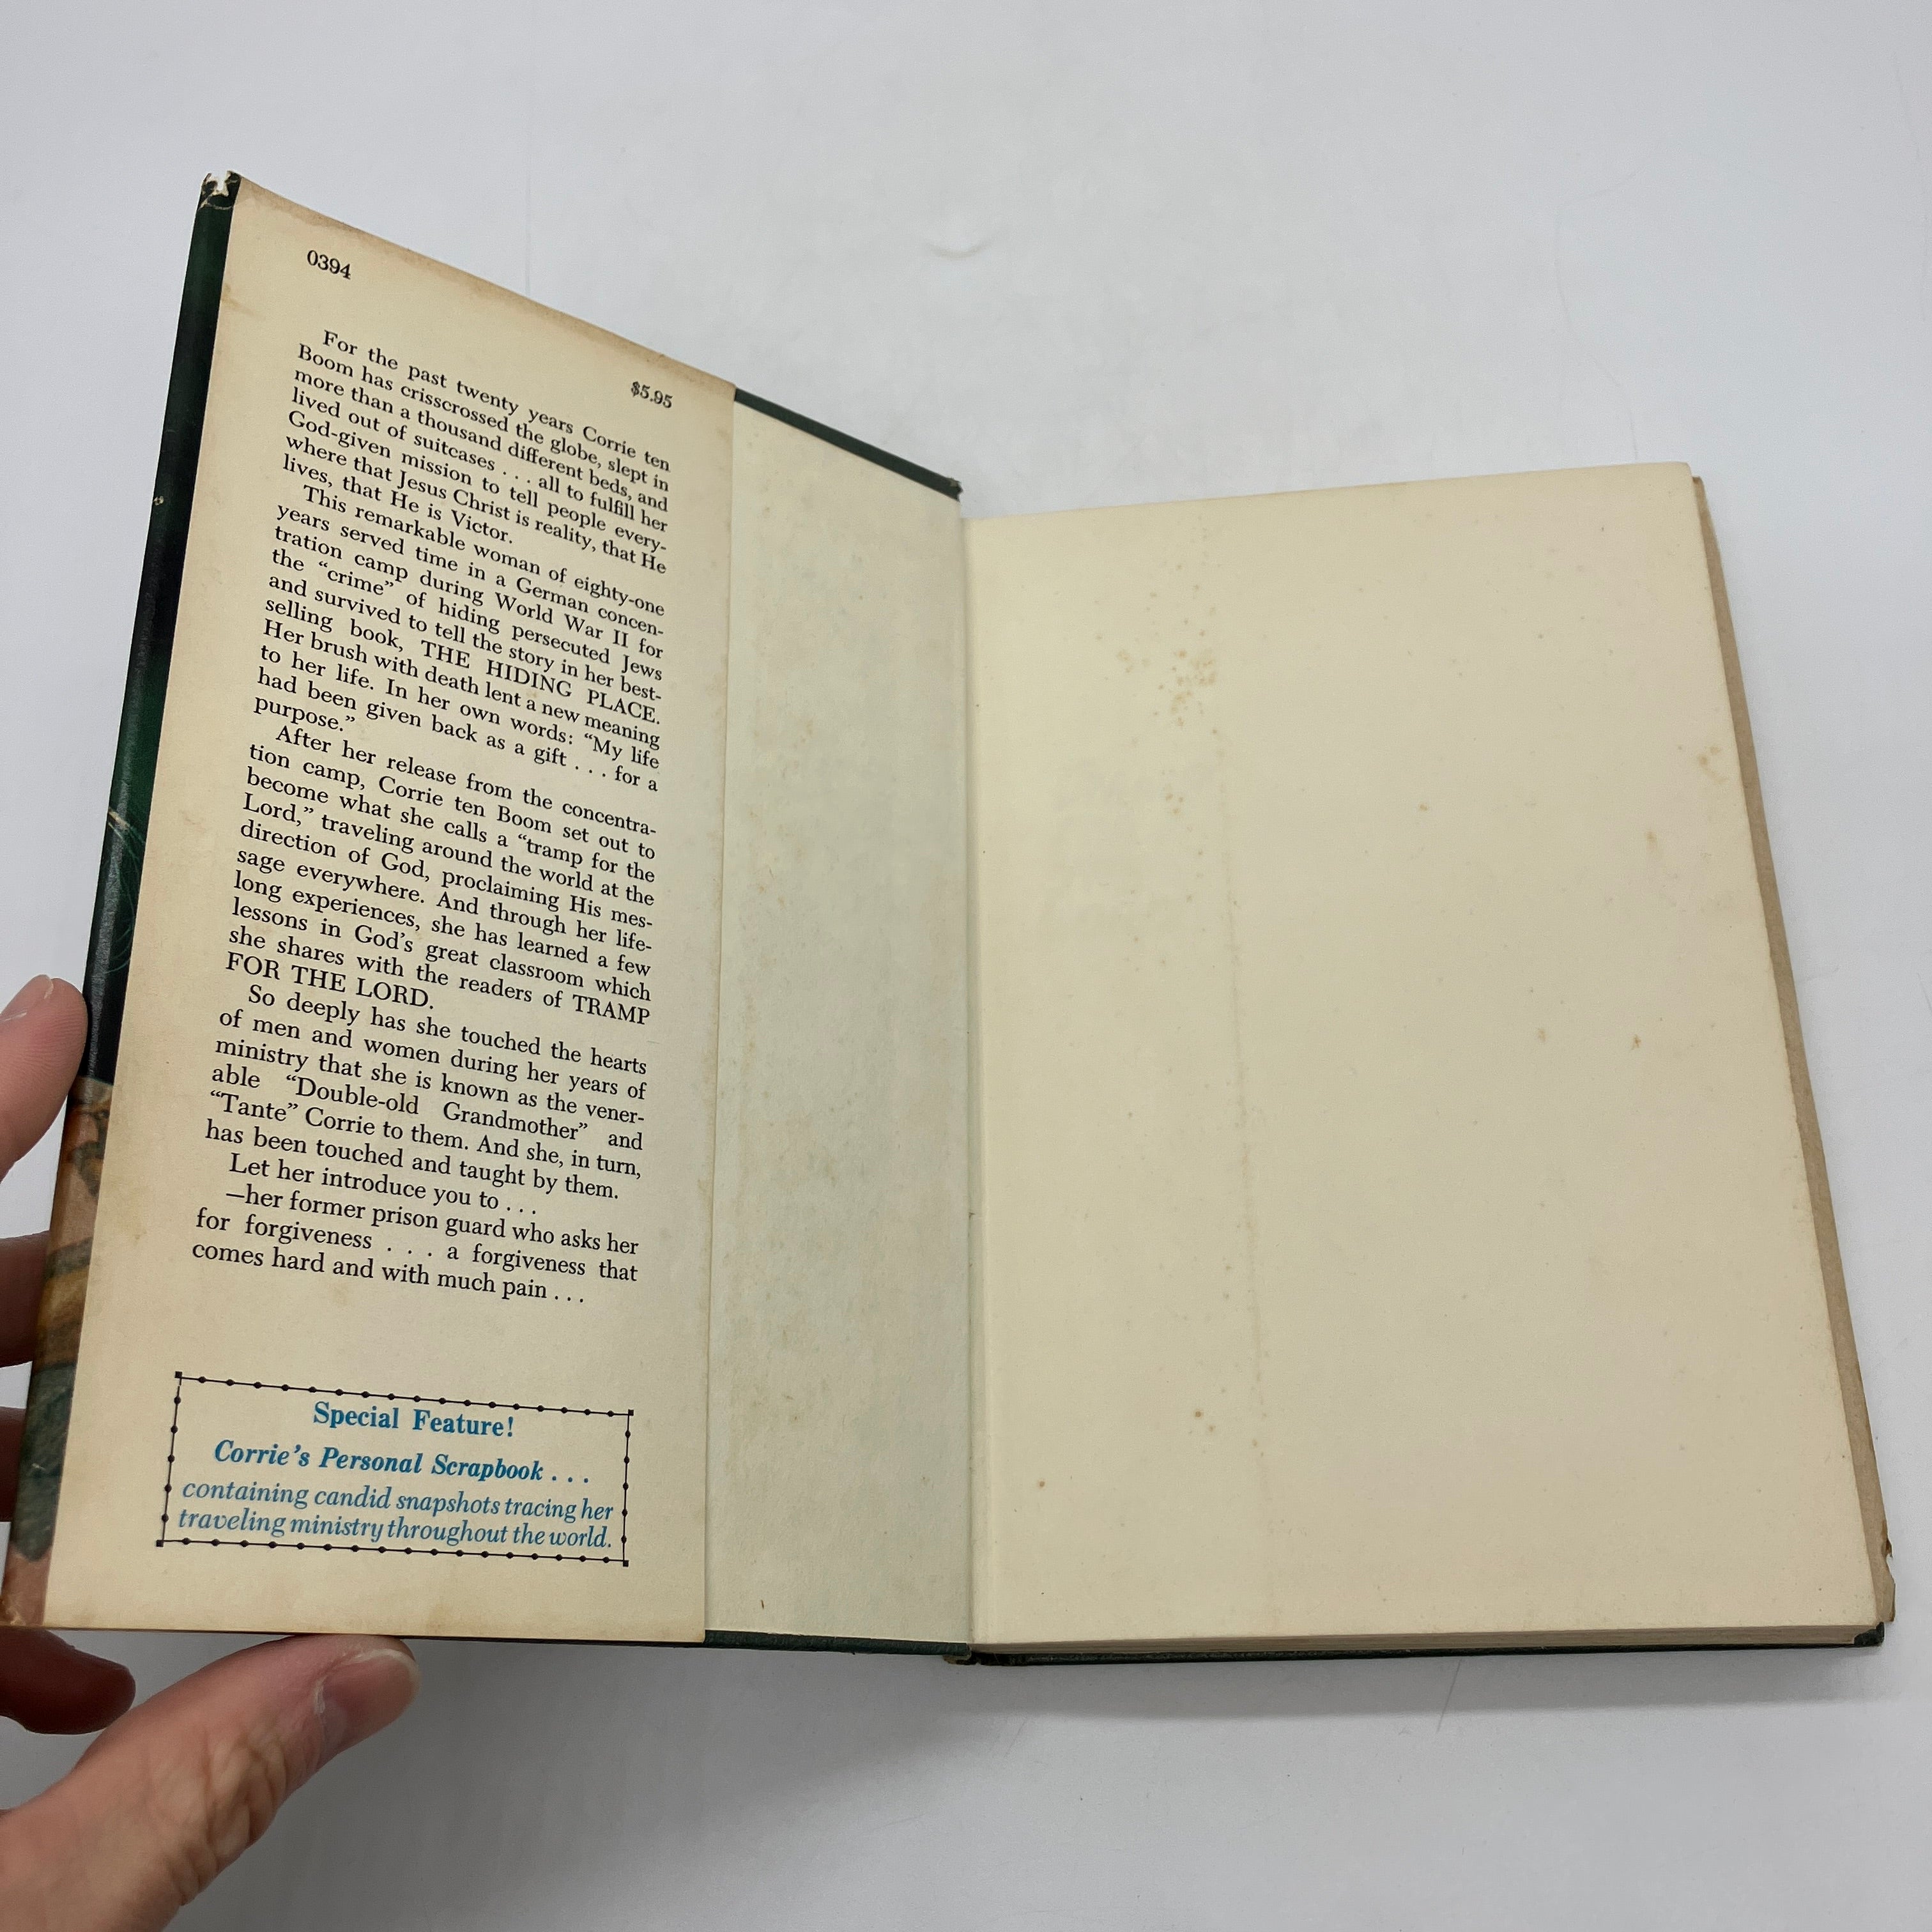 0394
$5.95
For the past twenty years Corrie ten
Boom has crisscrossed the globe, slept in
more than a thousand different beds, and
lived out of suitcases . . . all to fulfill her
God-given mission to tell people every-
where that Jesus Christ is reality, that He
lives, that He is Victor.
This remarkable woman of eighty-one
years served time in a German concen-
tration camp during World War II for
the “crime” of hiding persecuted Jews
and survived to tell the story in her best-
selling book, THE HIDING PLACE.
Her brush with death lent a new meaning
to her life. In her own words: “My life
had been given back as a gift . . . for a
purpose.”
After her release from the concentra-
tion camp, Corrie ten Boom set out to
become what she calls a “tramp for the
Lord,” traveling around the world at the
direction of God, proclaiming His mes-
sage everywhere. And through her life-
long experiences, she has learned a few
lessons in God’s great classroom which
she shares with the readers of TRAMP
FOR THE LORD.
So deeply has she touched the hearts
of men and women during her years of
ministry that she is known as the vener-
able “Double-old Grandmother” and
“Tante” Corrie to them. And she, in turn,
has been touched and taught by them.
Let her introduce you to . . .
—her former prison guard who asks her
for forgiveness . . . a forgiveness that
comes hard and with much pain . . .
Special Feature!
Corrie’s Personal Scrapbook . . .
containing candid snapshots tracing her
traveling ministry throughout the world.